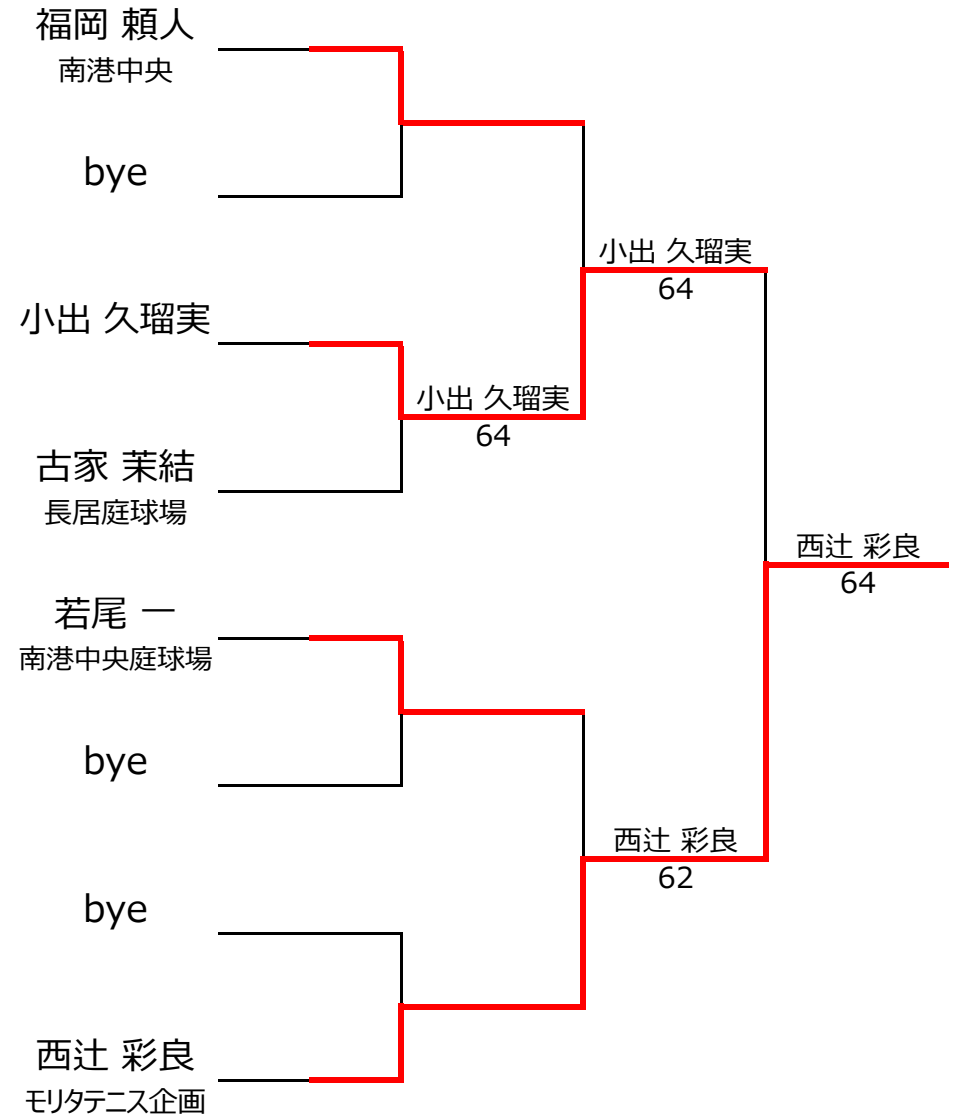 福岡 頼人
南港中央
bye
小出 久瑠実
64
小出 久瑠実
小出 久瑠実
64
古家 茉結
長居庭球場
西辻 彩良
64
若尾 一
南港中央庭球場
bye
西辻 彩良
62
bye
西辻 彩良
モリタテニス企画